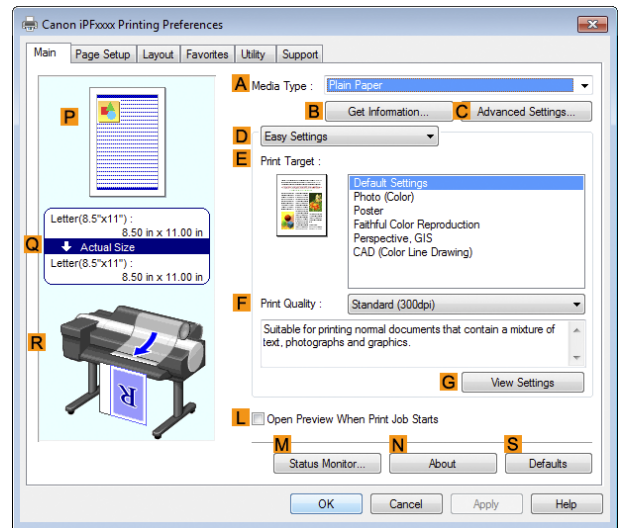 Canon iPFxxxx Printing Preferences
Main Page Setup Layout Favorites Utility Support
P
Letter(8.5"x11") :
8.50 in x 11.00 in
Q
Actual Size
Letter(8.5"x11") :
8.50 in x 11.00 in
R
R
A Media Type : Plain Paper
B Get Information... C Advanced Settings...
D Easy Settings
E Print Target :
Default Settings
Photo (Color)
Poster
Faithful Color Reproduction
Perspective, GIS
CAD (Color Line Drawing)
F Print Quality : Standard (300dpi)
Suitable for printing normal documents that contain a mixture of
text, photographs and graphics.
G View Settings
L Open Preview When Print Job Starts
M N S
Status Monitor... About Defaults
OK Cancel Apply Help